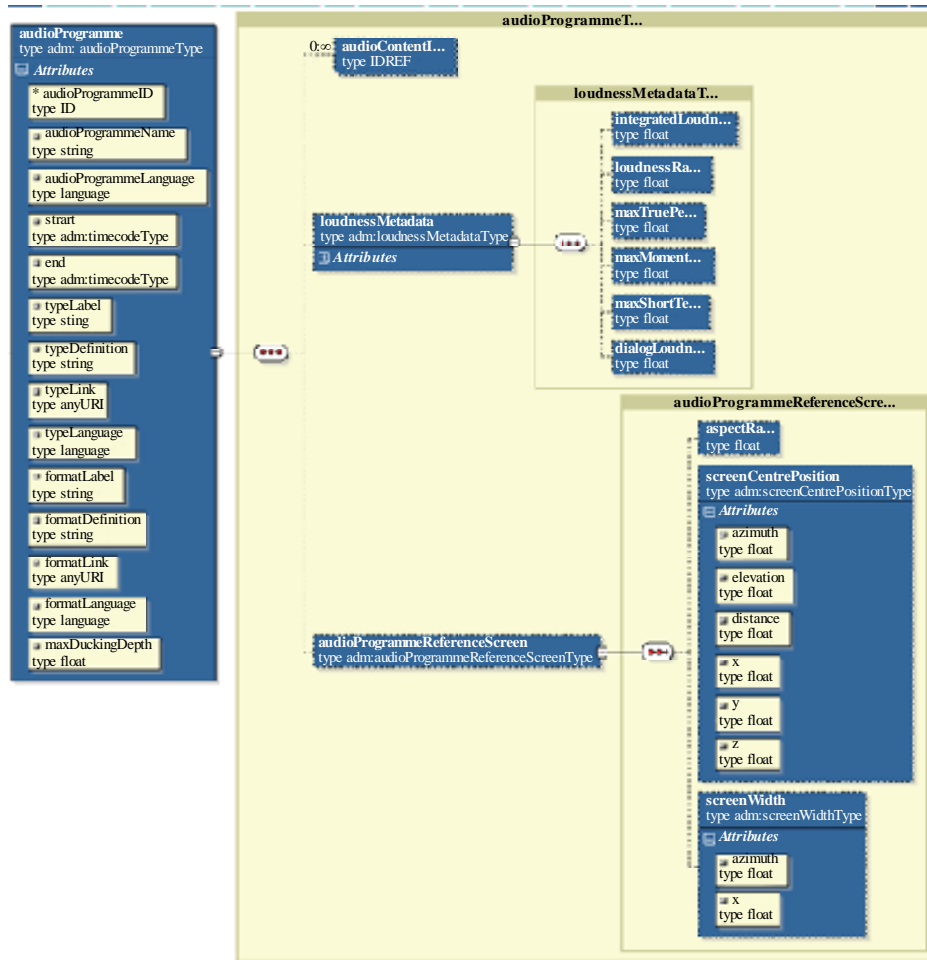 audioProgramme
type adm: audioProgrammeType
Attributes
* audioProgrammeID
type ID
audioProgrammeName
type string
audioProgrammeLanguage
type language
strart
type adm:timecodeType
end
type adm:timecodeType
typeLabel
type sting
typeDefinition
type string
typeLink
type anyURI
typeLanguage
type language
formatLabel
type string
formatDefinition
type string
formatLink
type anyURI
formatLanguage
type language
maxDuckingDepth
type float
audioProgrammeT...
0:∞
audioContentI...
type IDREF
loudnessMetadata
type adm:loudnessMetadataType
Attributes
loudnessMetadataT...
integratedLoudn...
type float
loudnessRa...
type float
maxTruePe...
type float
maxMoment...
type float
maxShortTe...
type float
dialogLoudn...
type float
audioProgrammeReferenceScreen
type adm:audioProgrammeReferenceScreenType
audioProgrammeReferenceScre...
aspectRa...
type float
screenCentrePosition
type adm:screenCentrePositionType
Attributes
azimuth
type float
elevation
type float
distance
type float
x
type float
y
type float
z
type float
screenWidth
type adm:screenWidthType
Attributes
azimuth
type float
x
type float